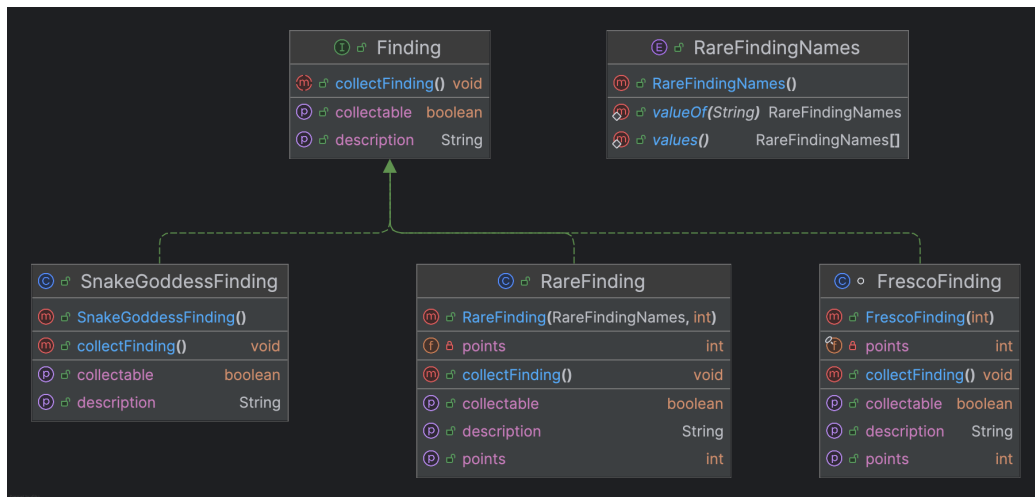 Finding
collectFinding() void
collectable boolean
description String
RareFindingNames
RareFindingNames()
valueOf(String) RareFindingNames
values() RareFindingNames[]
SnakeGoddessFinding
SnakeGoddessFinding()
collectFinding() void
collectable boolean
description String
RareFinding
RareFinding(RareFindingNames, int)
points int
collectFinding() void
collectable boolean
description String
points int
FrescoFinding
FrescoFinding(int)
points int
collectFinding() void
collectable boolean
description String
points int